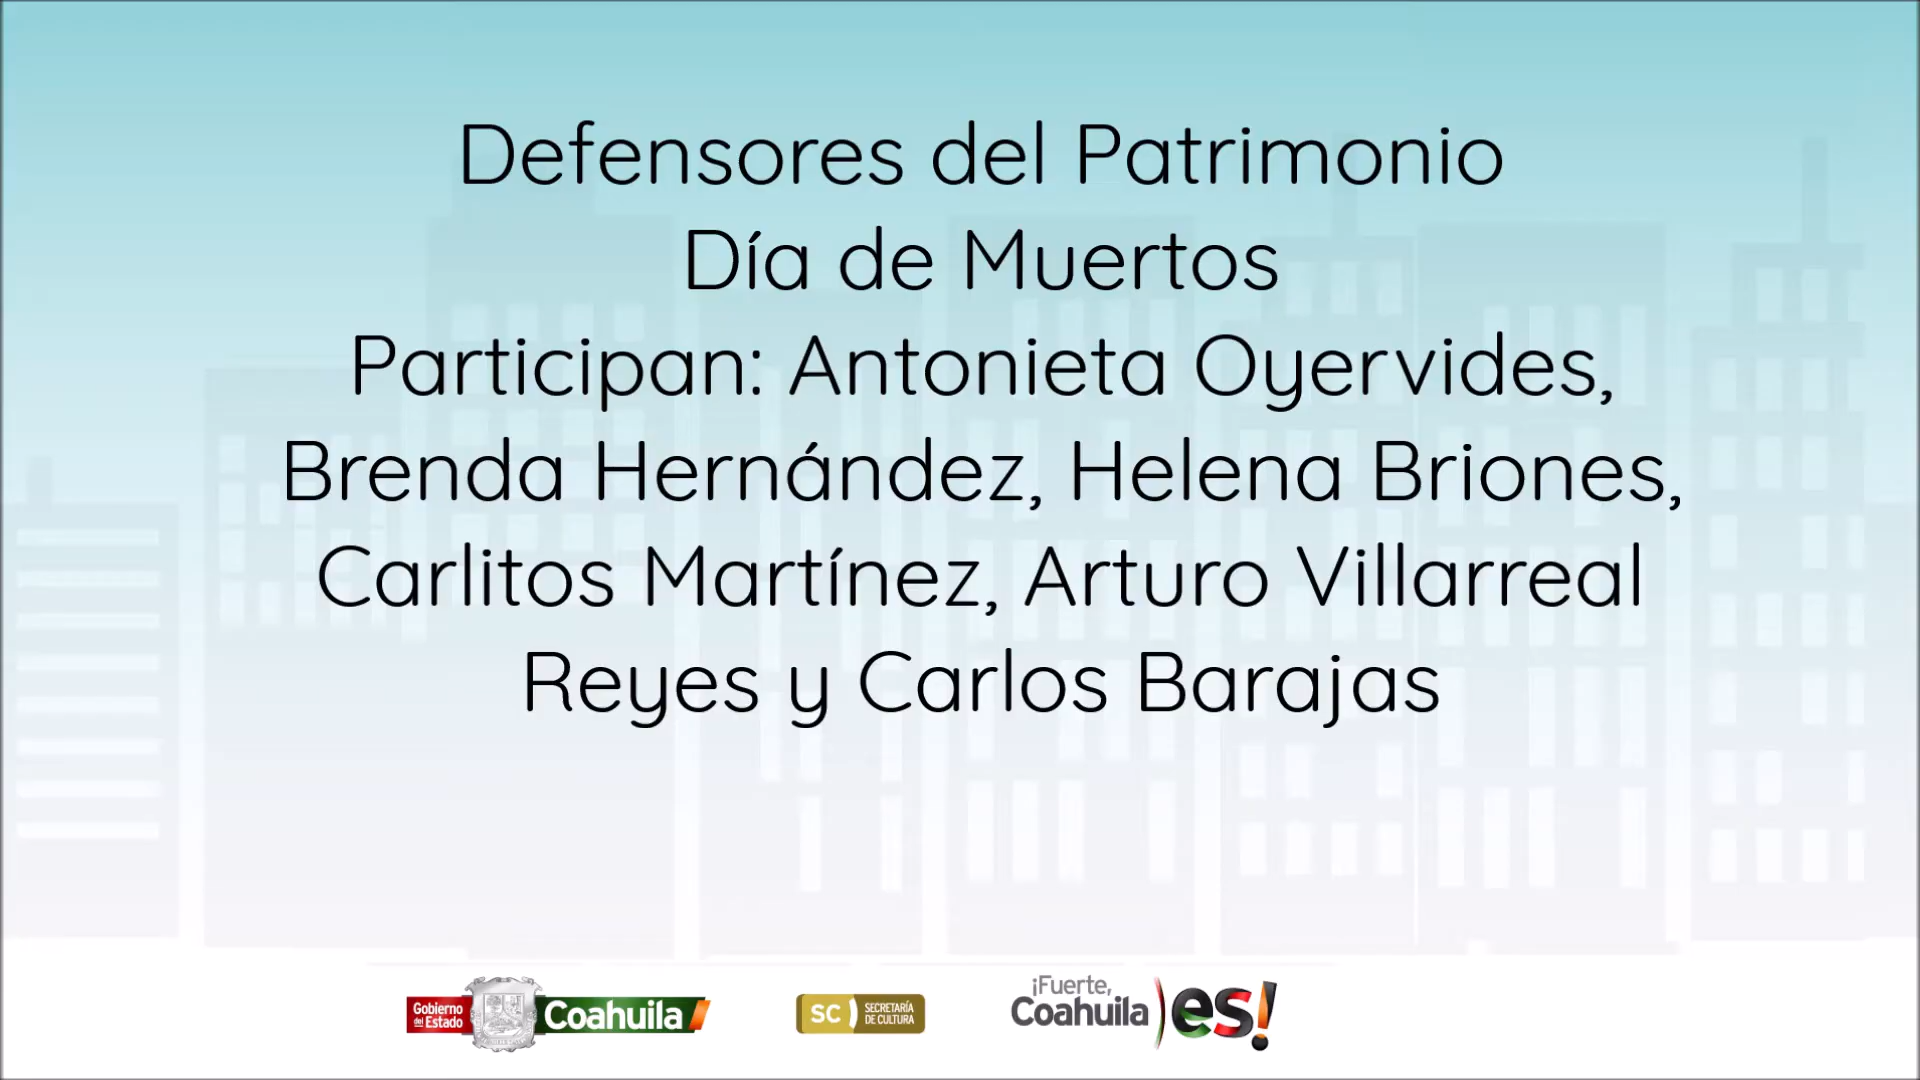 Defensores del Patrimonio
Día de Muertos
Participan: Antonieta Oyervides,
Brenda Hernández, Helena Briones,
Carlitos Martínez, Arturo Villarreal
Reyes y Carlos Barajas
Gobierno
del Estado
Coahuila
SC
SECRETARÍA
DE CULTURA
¡Fuerte,
Coahuila
es!